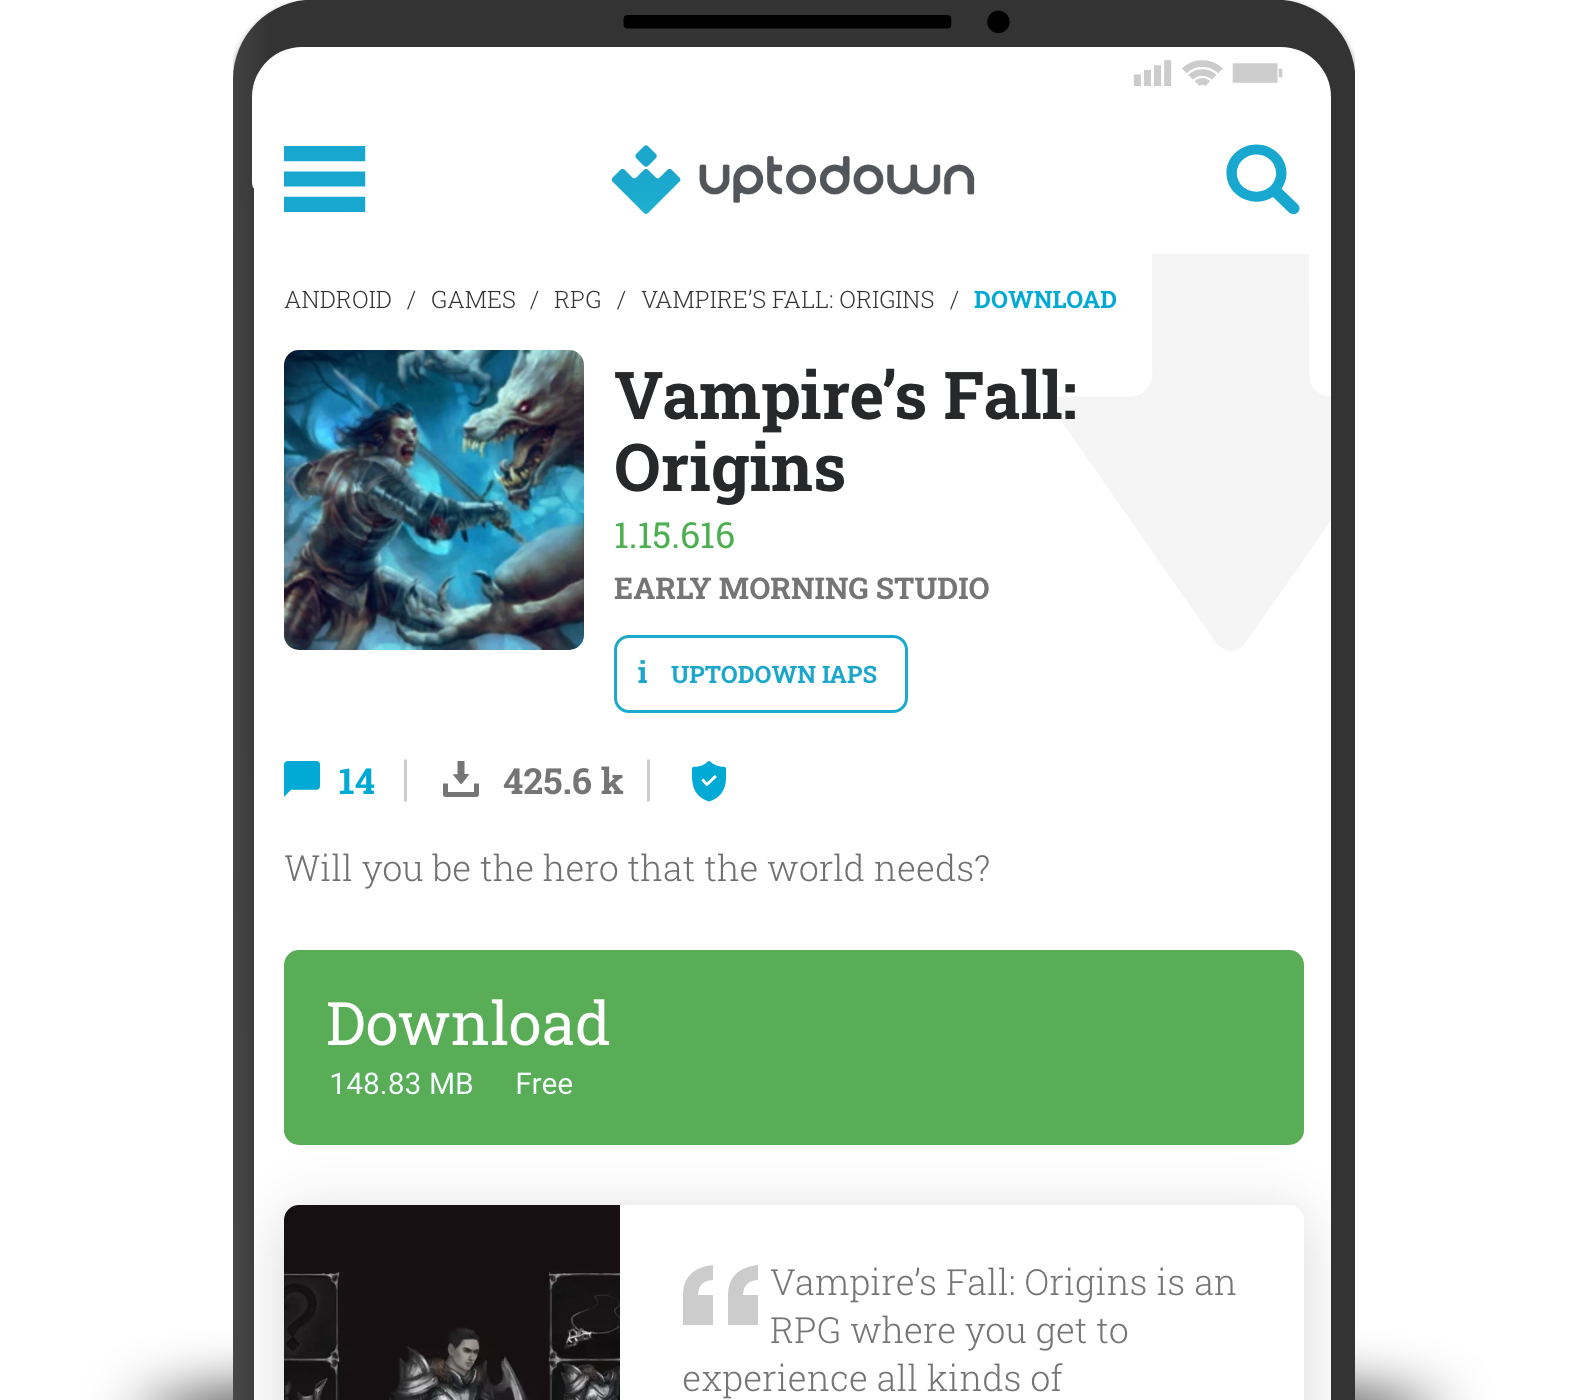 uptodown
ANDROID / GAMES / RPG / VAMPIRE’S FALL: ORIGINS / DOWNLOAD
Vampire’s Fall:
Origins
1.15.616
EARLY MORNING STUDIO
i UPTODOWN IAPS
14 425.6 k
Will you be the hero that the world needs?
Download
148.83 MB Free
“ Vampire’s Fall: Origins is an
RPG where you get to
experience all kinds of